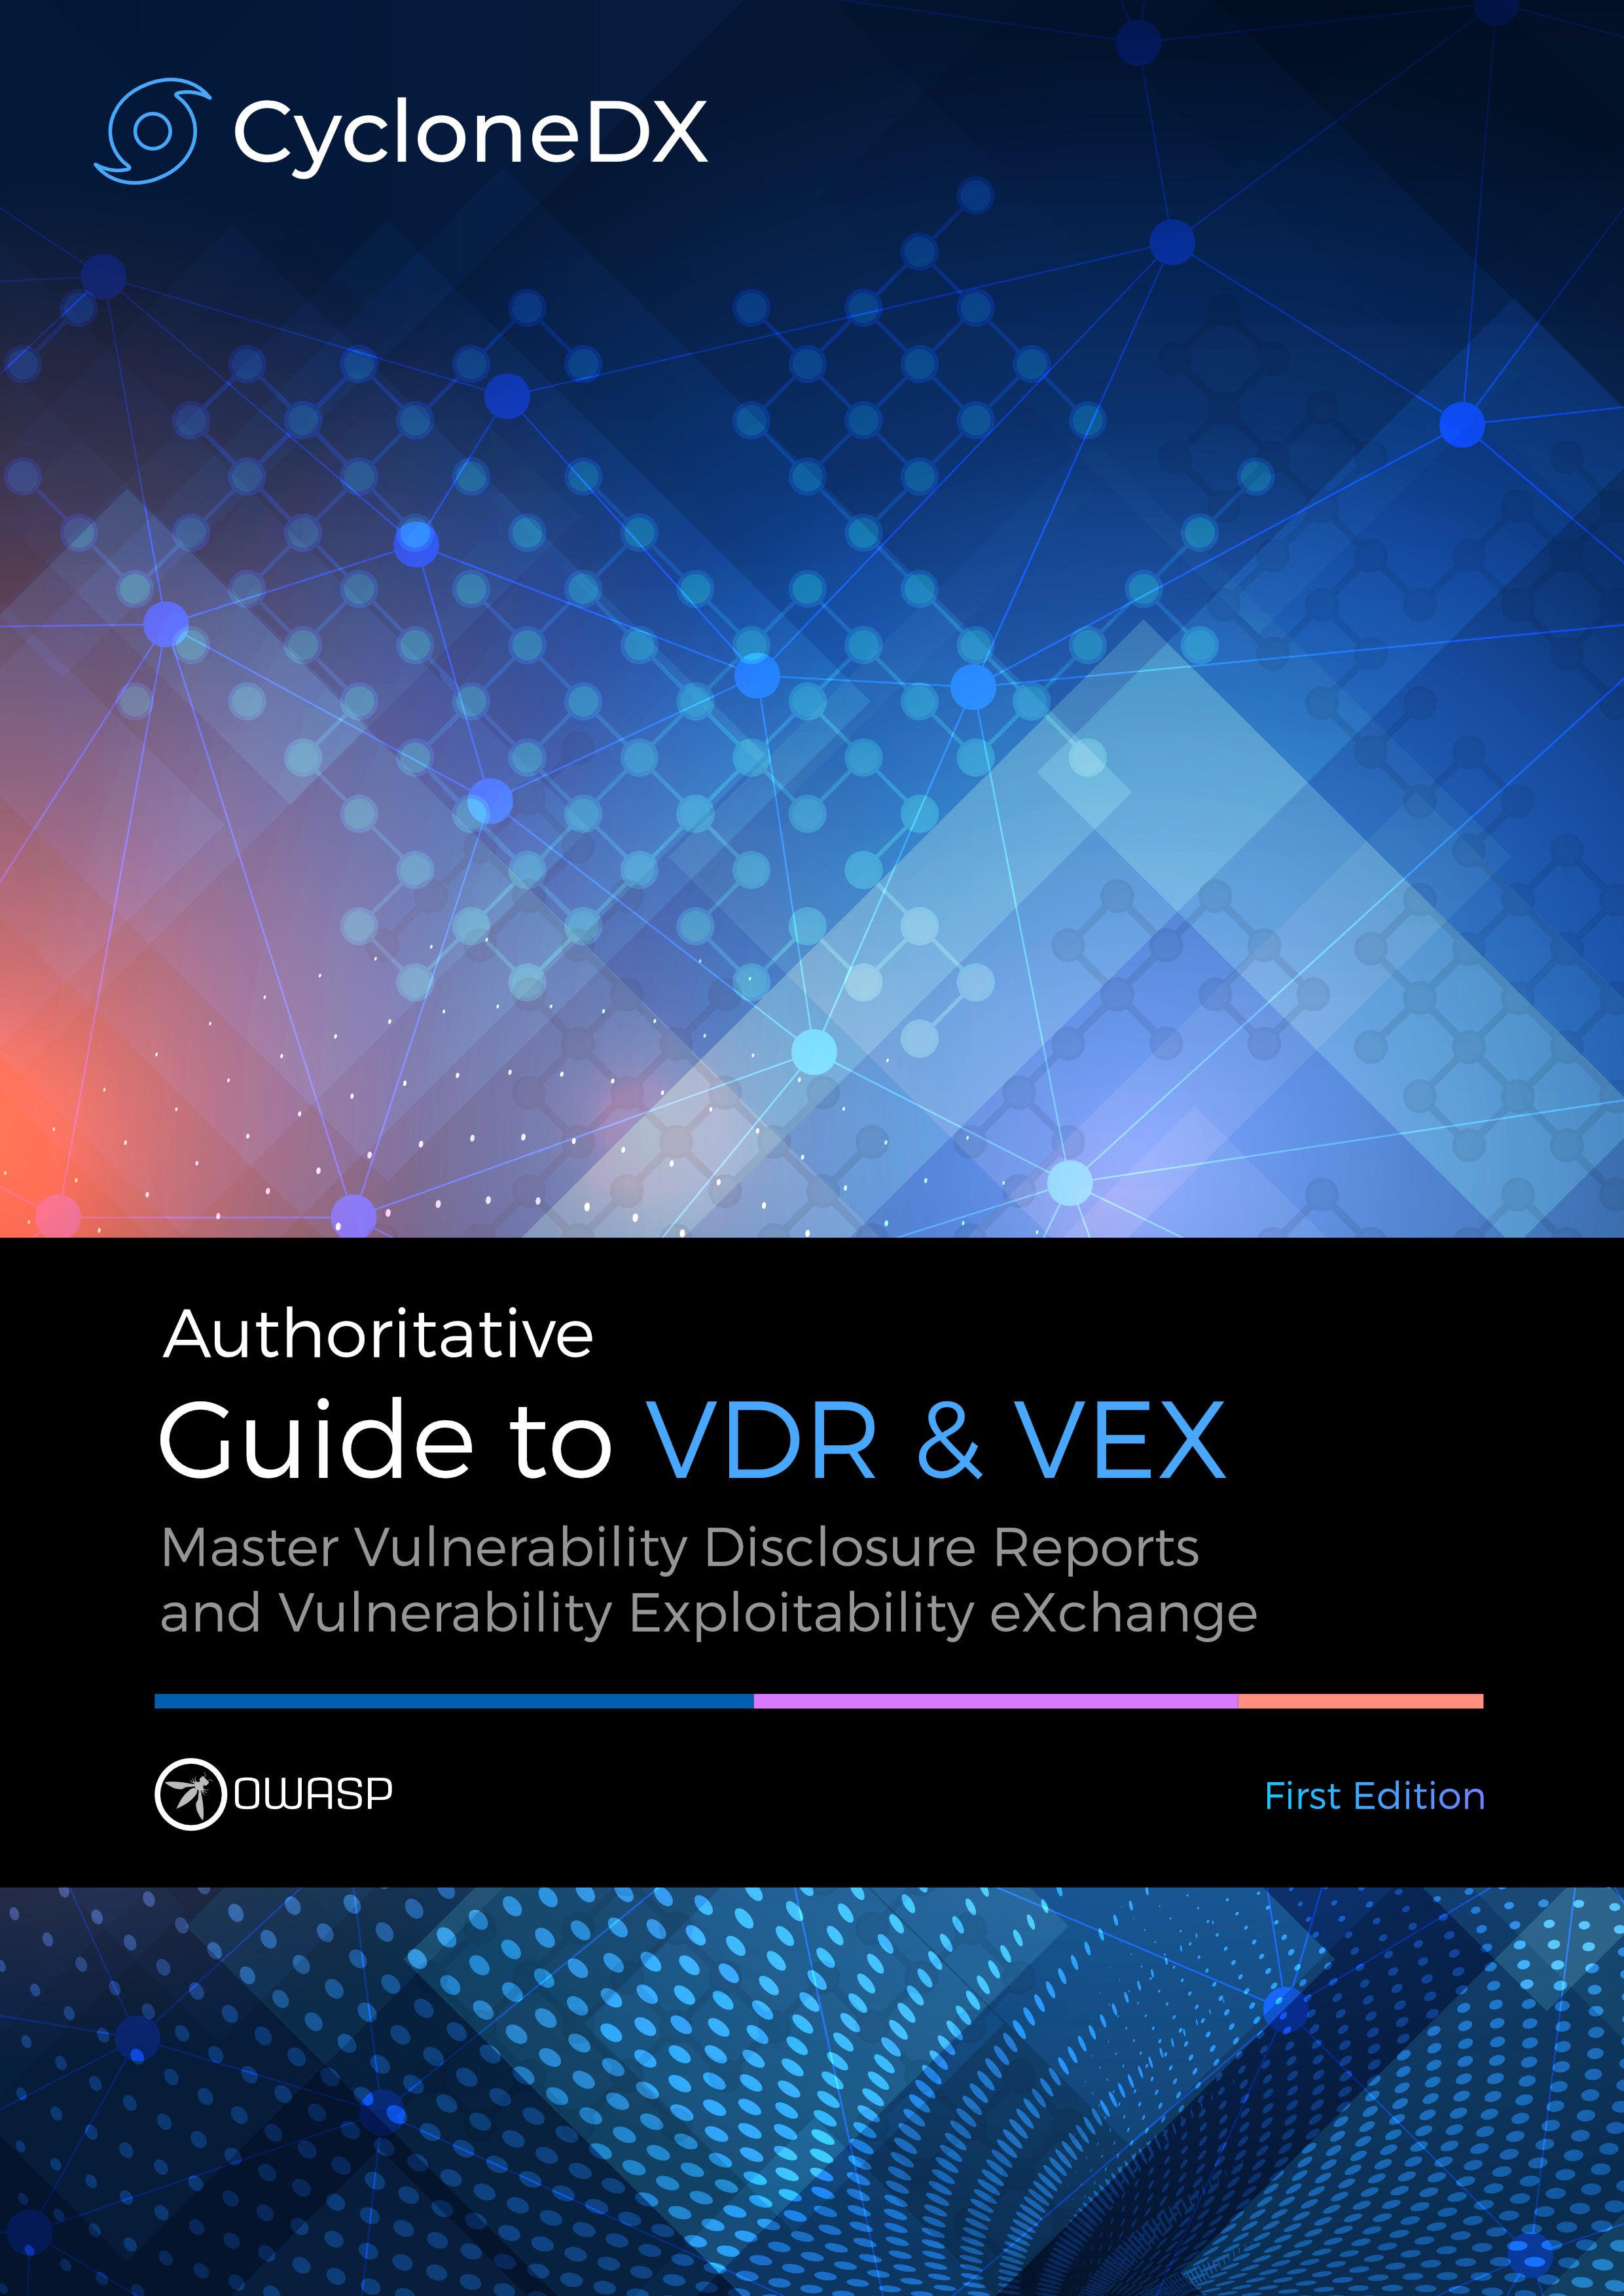 CycloneDX
Authoritative
Guide to VDR & VEX
Master Vulnerability Disclosure Reports
and Vulnerability Exploitability eXchange
OWASP
First Edition